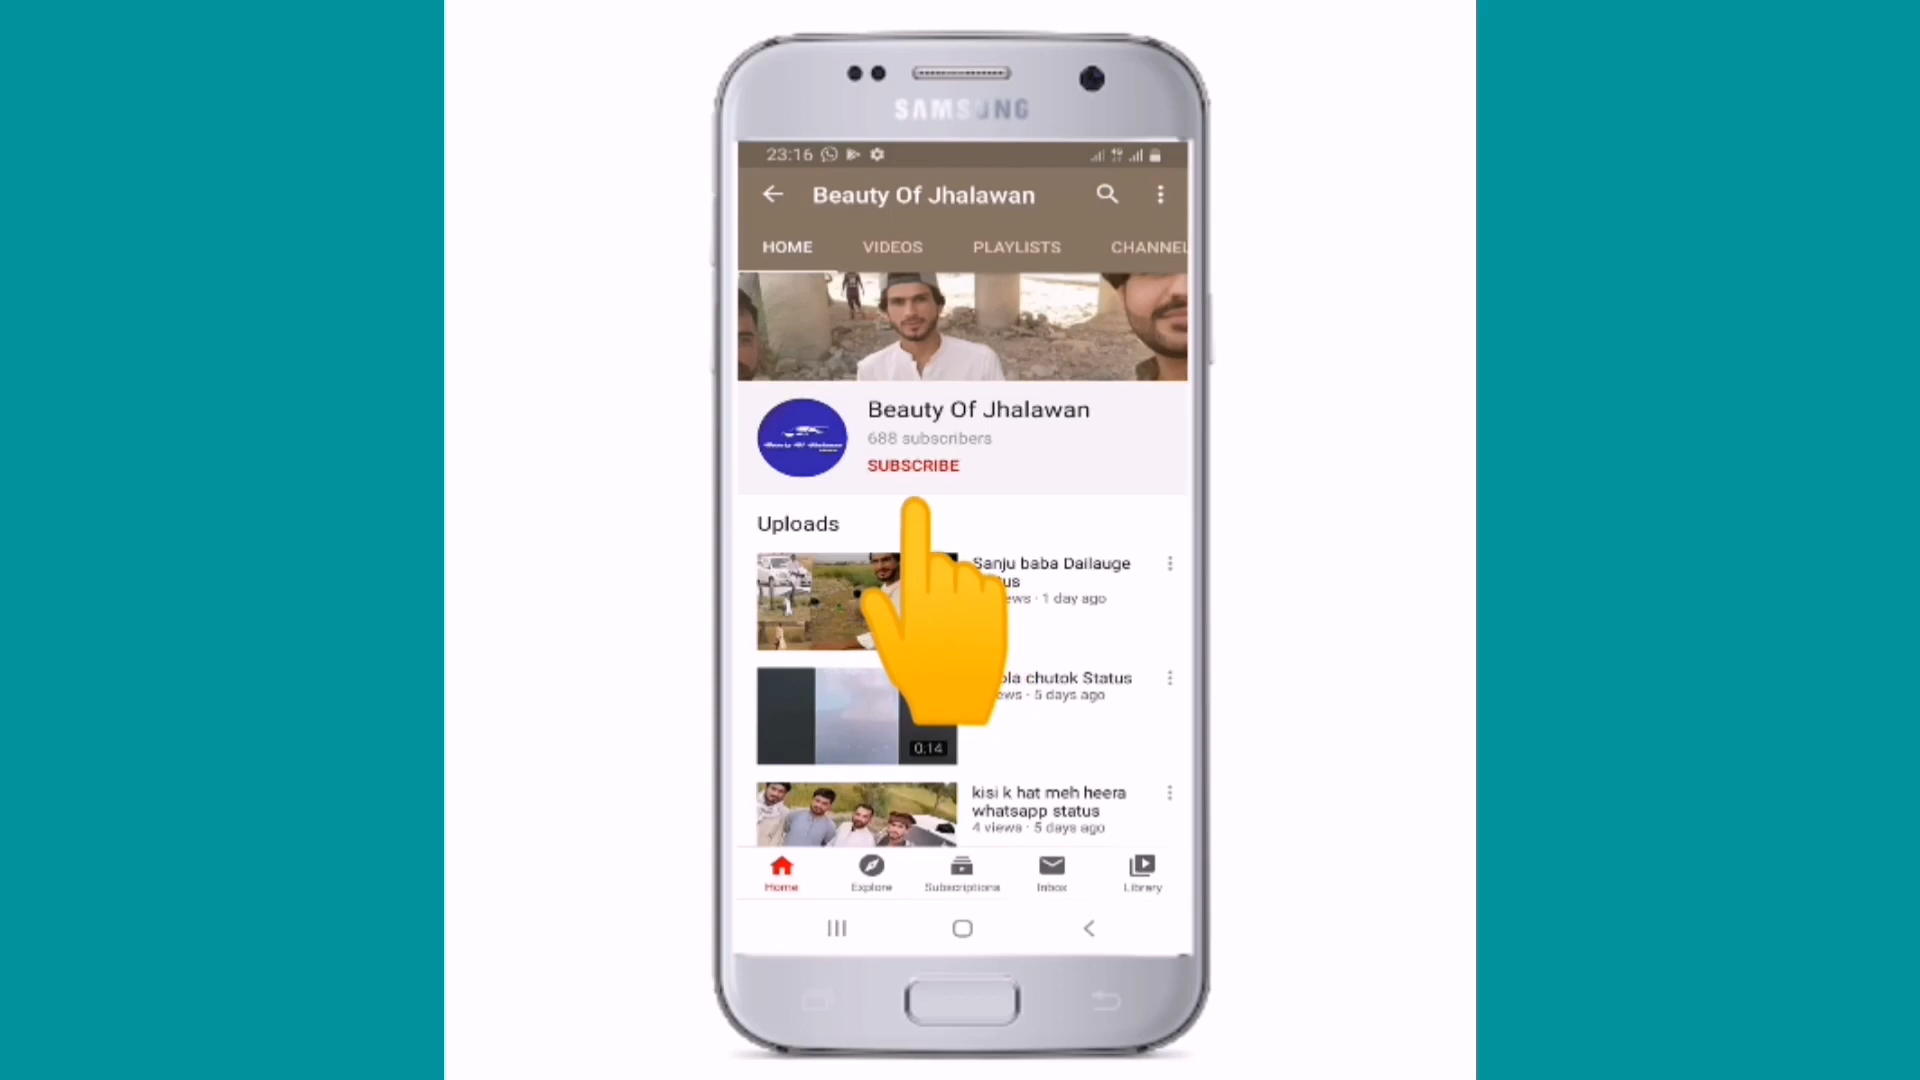 SAMSUNG
23:16
Beauty Of Jhalawan
HOME VIDEOS PLAYLISTS CHANNEL
Beauty Of Jhalawan
688 subscribers
SUBSCRIBE
Uploads
Sanju baba Dailauge
1 day ago
chutok Status
5 days ago
0:14
kisi k hat meh heera
whatsapp status
4 views · 5 days ago
Home Explore Subscriptions Inbox Library